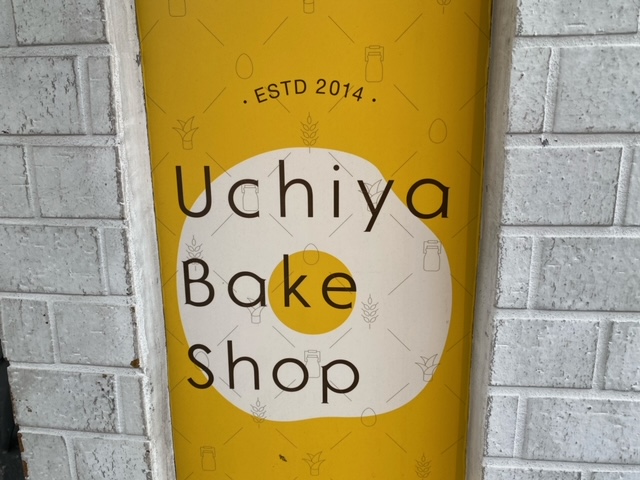 · ESTD 2014 ·
Uchiya
Bake
Shop